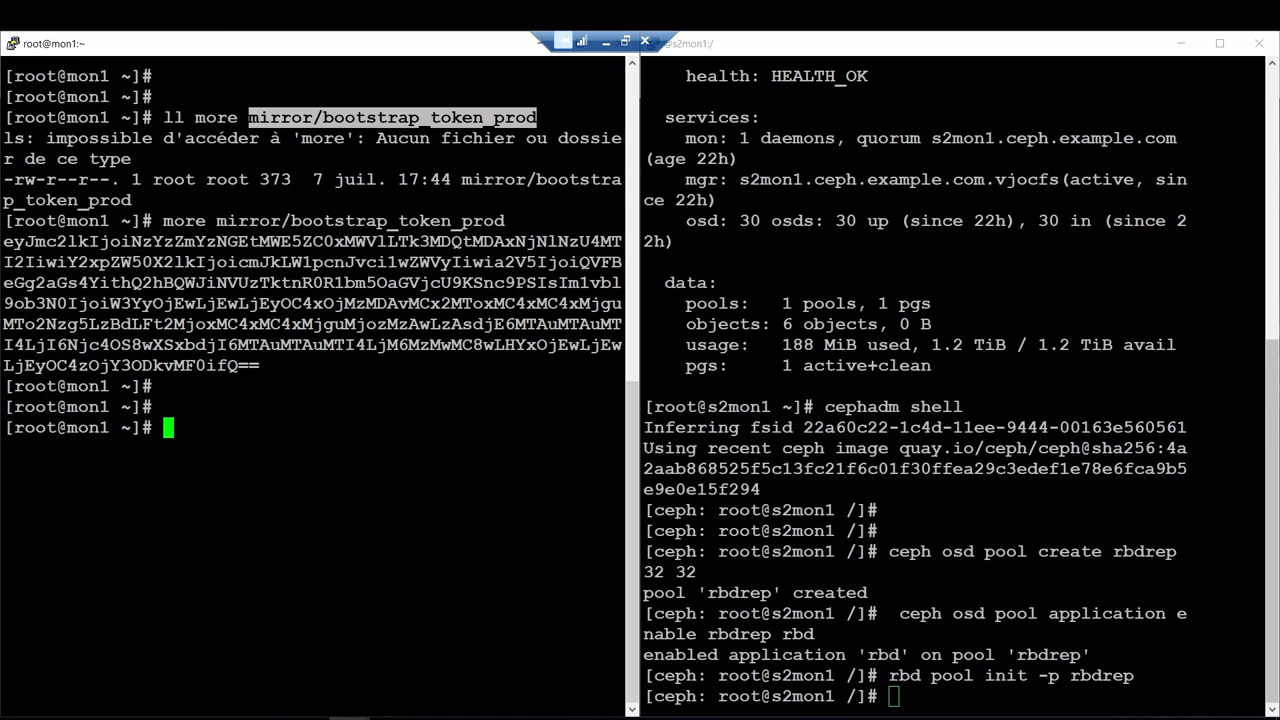 root@mon1:~
[root@mon1 ~]#
[root@mon1 ~]#
[root@mon1 ~]# ll more mirror/bootstrap_token_prod
ls: impossible d'accéder à 'more': Aucun fichier ou dossie
r de ce type
-rw-r--r--. 1 root root 373  7 juil. 17:44 mirror/bootstra
p_token_prod
[root@mon1 ~]# more mirror/bootstrap_token_prod
eyJmc2lkIjoiNzYzZmYzNGEtMWE5ZC0xMWVlLTk3MDQtMDAxNjNlNzU4MT
I2IiwiY2xpZW50X2lkIjoicmJkLW1pcnJvci1wZWVyIiwia2V5IjoiQVFB
eGg2aGs4YithQ2hBQWJiNVUzTktnR0R1bm5OaGVjcU9KSnc9PSIsIm1vbl
9ob3N0IjoiW3YyOjEwLjEwLjEyOC4xOjMzMDAvMCx2MToxMC4xMC4xMjgu
MTo2Nzg5LzBdLFt2MjoxMC4xMC4xMjguMjozMzAwLzAsdjE6MTAuMTAuMT
I4LjI6Njc4OS8wXSxbdjI6MTAuMTAuMTI4LjM6MzMwMC8wLHYxOjEwLjEw
LjEyOC4zOjY3ODkvMF0ifQ==
[root@mon1 ~]#
[root@mon1 ~]#
[root@mon1 ~]#
@s2mon1:/
health: HEALTH_OK
services:
mon: 1 daemons, quorum s2mon1.ceph.example.com
(age 22h)
mgr: s2mon1.ceph.example.com.vjocfs(active, sin
ce 22h)
osd: 30 osds: 30 up (since 22h), 30 in (since 2
2h)
data:
pools:   1 pools, 1 pgs
objects: 6 objects, 0 B
usage:   188 MiB used, 1.2 TiB / 1.2 TiB avail
pgs:     1 active+clean
[root@s2mon1 ~]# cephadm shell
Inferring fsid 22a60c22-1c4d-11ee-9444-00163e560561
Using recent ceph image quay.io/ceph/ceph@sha256:4a
2aab868525f5c13fc21f6c01f30ffea29c3edef1e78e6fca9b5
e9e0e15f294
[ceph: root@s2mon1 /]#
[ceph: root@s2mon1 /]#
[ceph: root@s2mon1 /]# ceph osd pool create rbdrep
32 32
pool 'rbdrep' created
[ceph: root@s2mon1 /]#  ceph osd pool application e
nable rbdrep rbd
enabled application 'rbd' on pool 'rbdrep'
[ceph: root@s2mon1 /]# rbd pool init -p rbdrep
[ceph: root@s2mon1 /]#